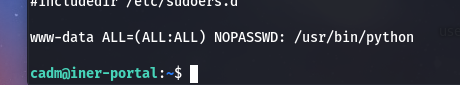 #includedir /etc/sudoers.d
www-data ALL=(ALL:ALL) NOPASSWD: /usr/bin/python
cadm@iner-portal:~$